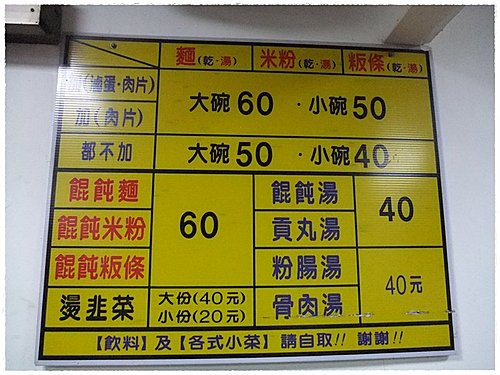 麵(乾·湯) 米粉(乾·湯) 粄條(乾·湯)
加(滷蛋·肉片)
加(肉片)
大碗60 ·小碗50
都不加 大碗50 ·小碗40
餛飩麵 餛飩湯
餛飩米粉 60 貢丸湯 40
餛飩粄條 粉腸湯
燙韭菜 大份(40元) 骨肉湯 40元
小份(20元)
【飲料】及【各式小菜】請自取!! 謝謝!!